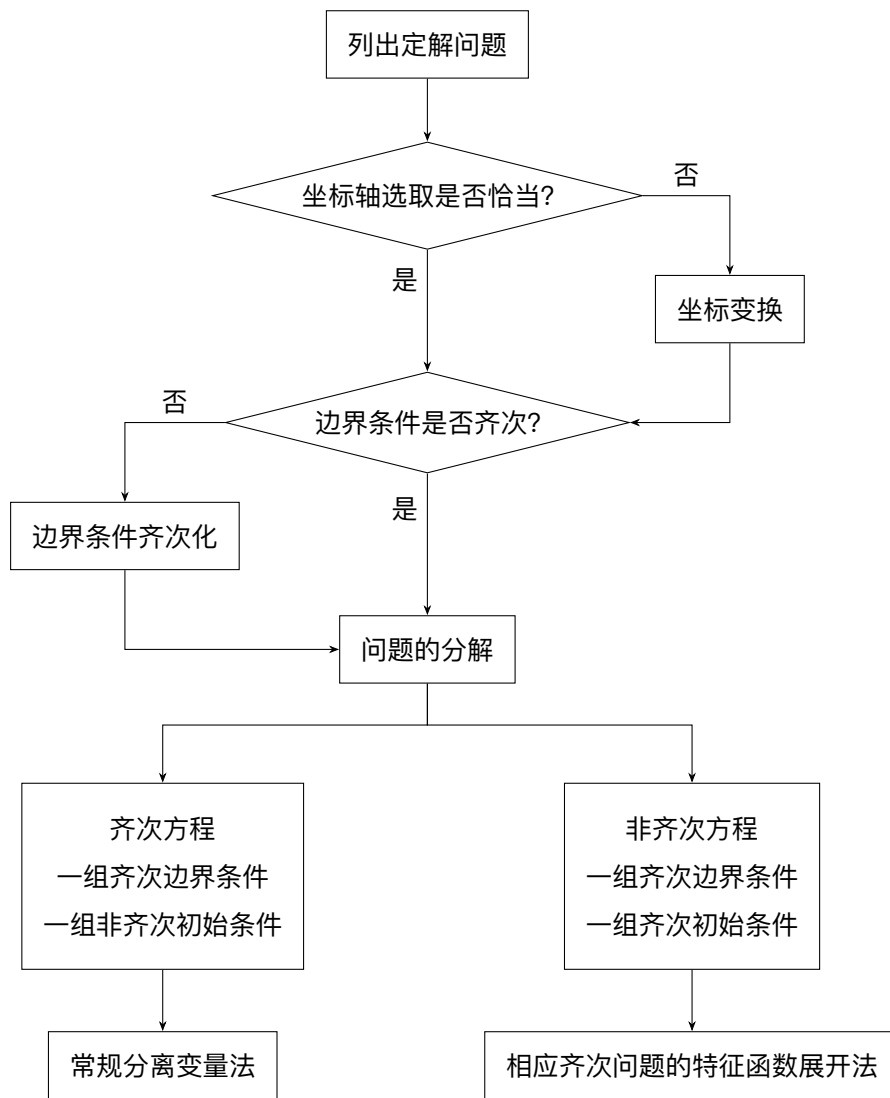 列出定解问题
坐标轴选取是否恰当?
否
是
坐标变换
边界条件是否齐次?
否
是
边界条件齐次化
问题的分解
齐次方程
一组齐次边界条件
一组非齐次初始条件
非齐次方程
一组齐次边界条件
一组齐次初始条件
常规分离变量法
相应齐次问题的特征函数展开法